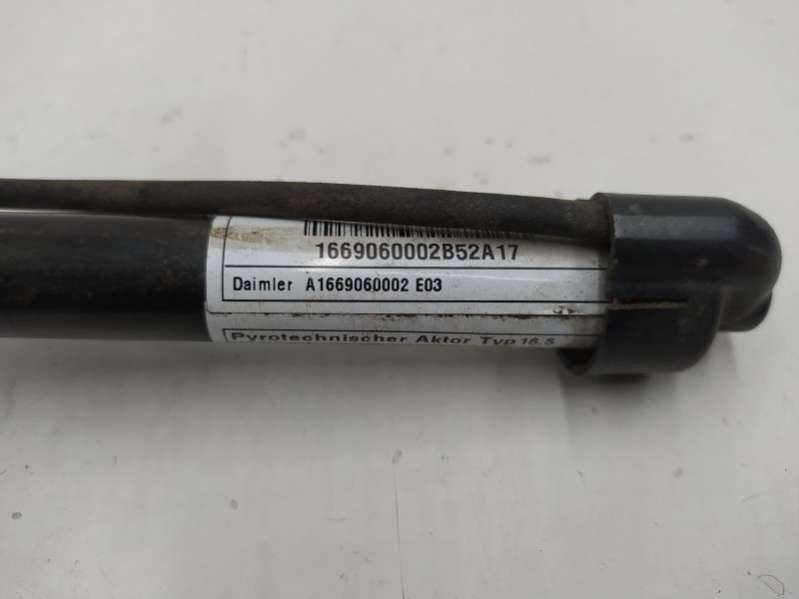 1669060002B52A17
Daimler A1669060002 E03
Pyrotechnischer Aktor Typ 16.5